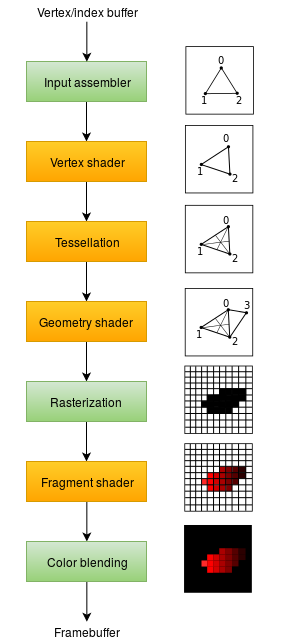 Vertex/index buffer
Input assembler
0
1 2
Vertex shader
0
1
2
Tessellation
0
1
2
Geometry shader
0 3
1
2
Rasterization
Fragment shader
Color blending
Framebuffer